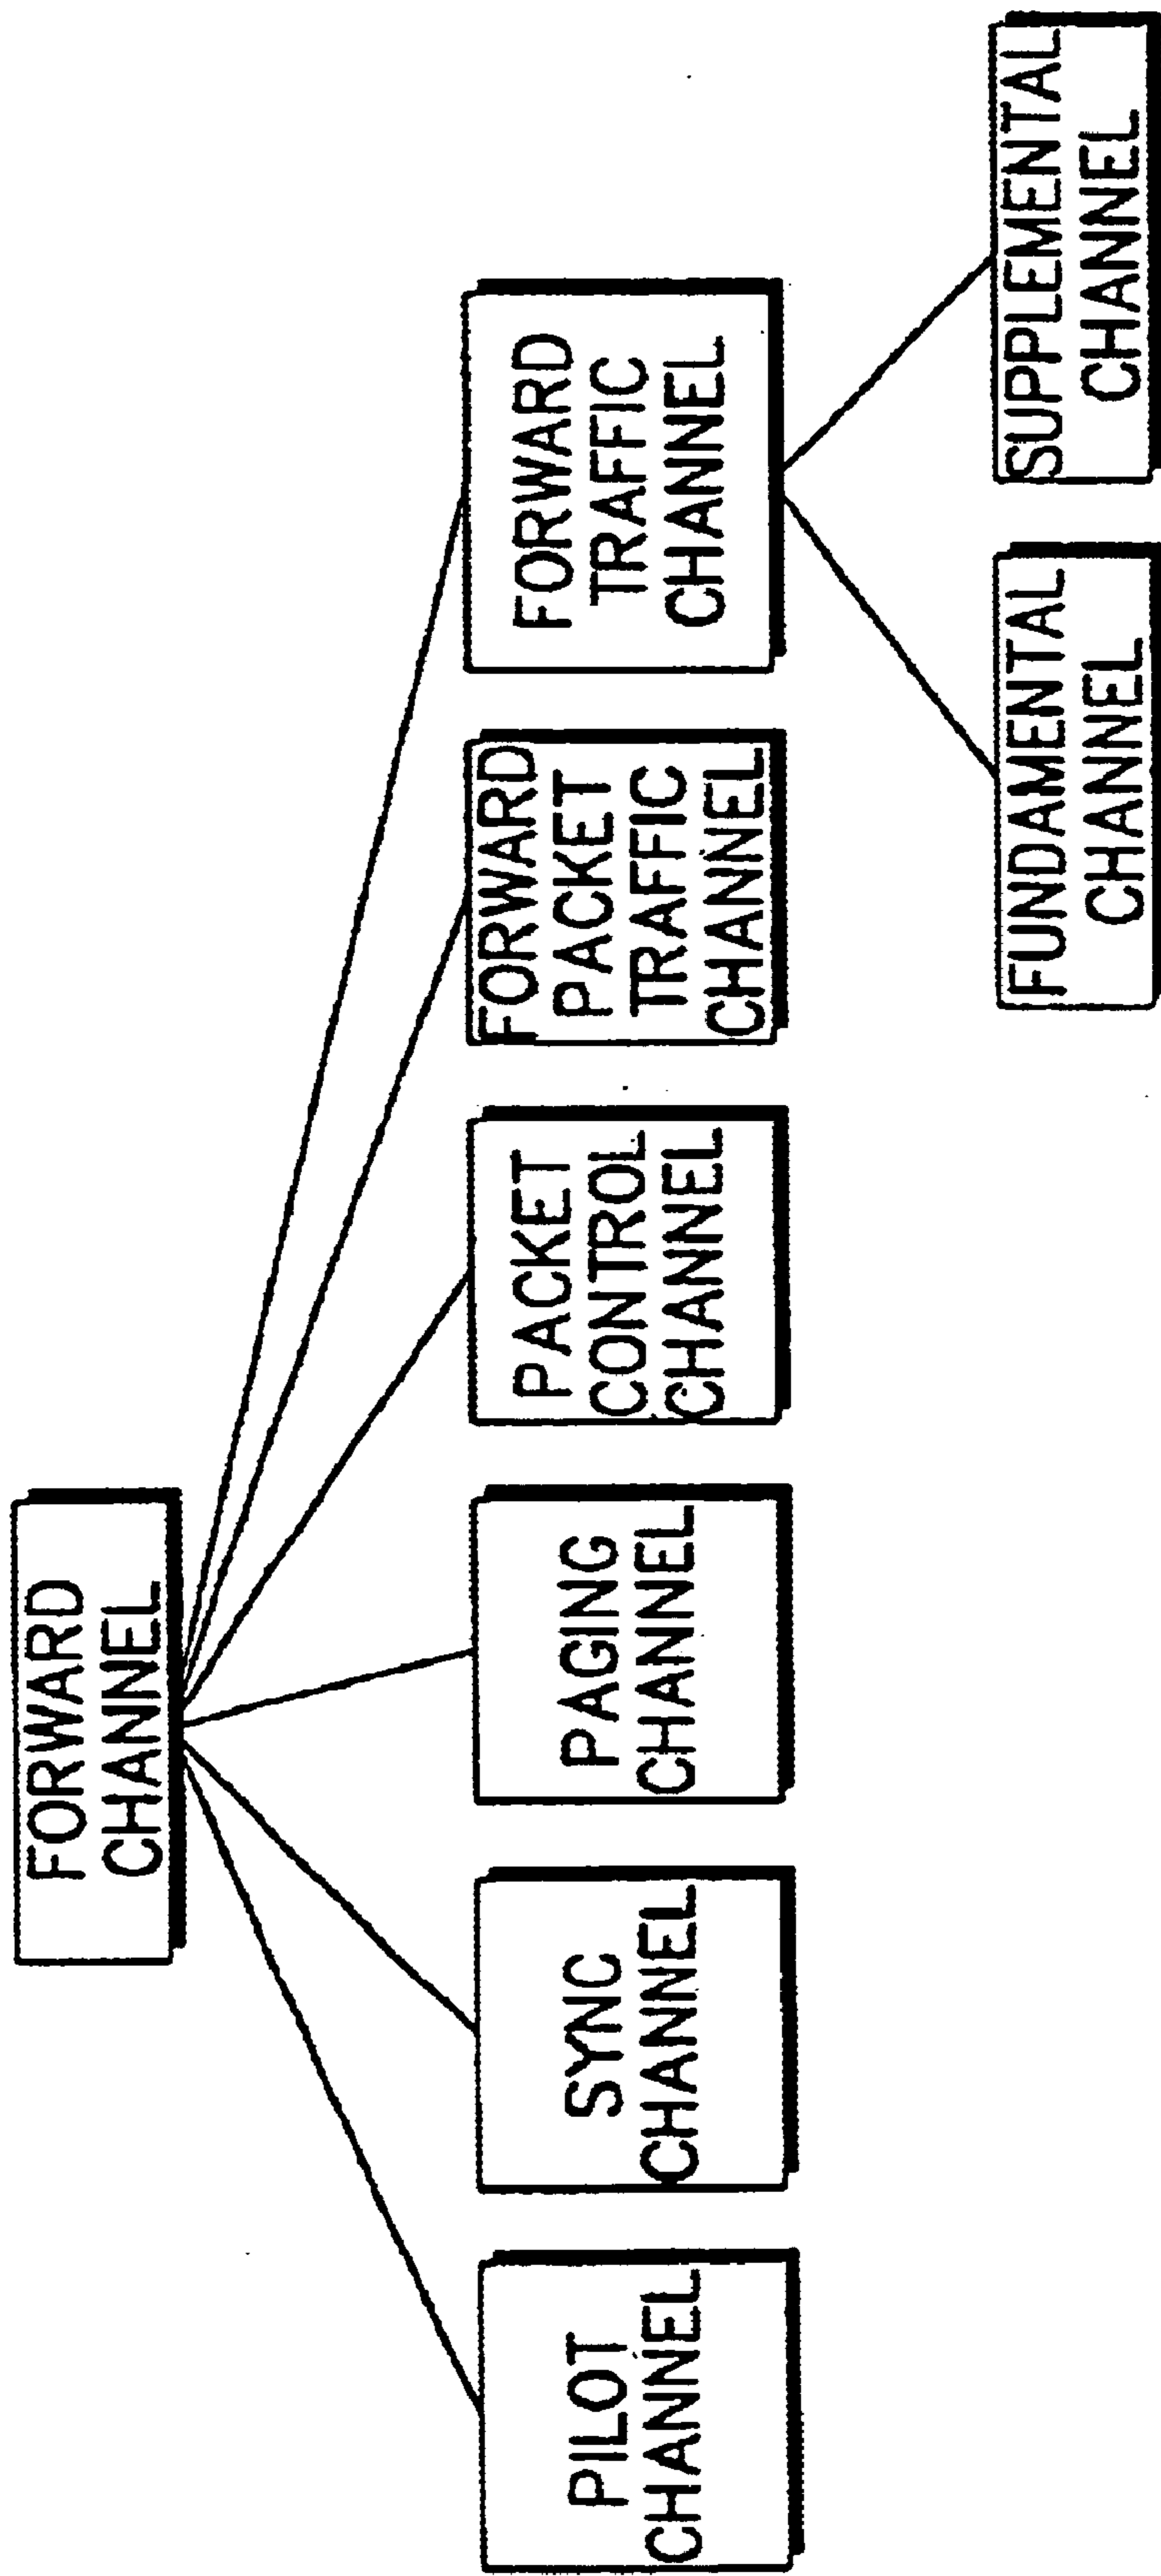 FORWARD
CHANNEL
PILOT
CHANNEL
SYNC
CHANNEL
PAGING
CHANNEL
PACKET
CONTROL
CHANNEL
FORWARD
PACKET
TRAFFIC
CHANNEL
FORWARD
TRAFFIC
CHANNEL
FUNDAMENTAL
CHANNEL
SUPPLEMENTAL
CHANNEL